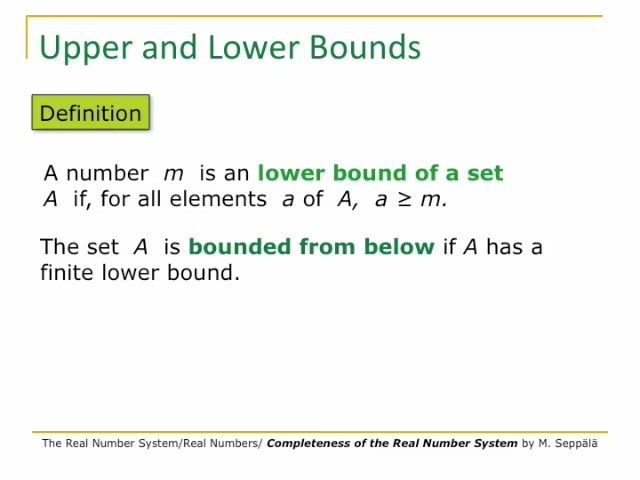 Upper and Lower Bounds
Definition
A number m is an lower bound of a set
A if, for all elements a of A, a ≥ m.
The set A is bounded from below if A has a
finite lower bound.
The Real Number System/Real Numbers/ Completeness of the Real Number System by M. Seppälä